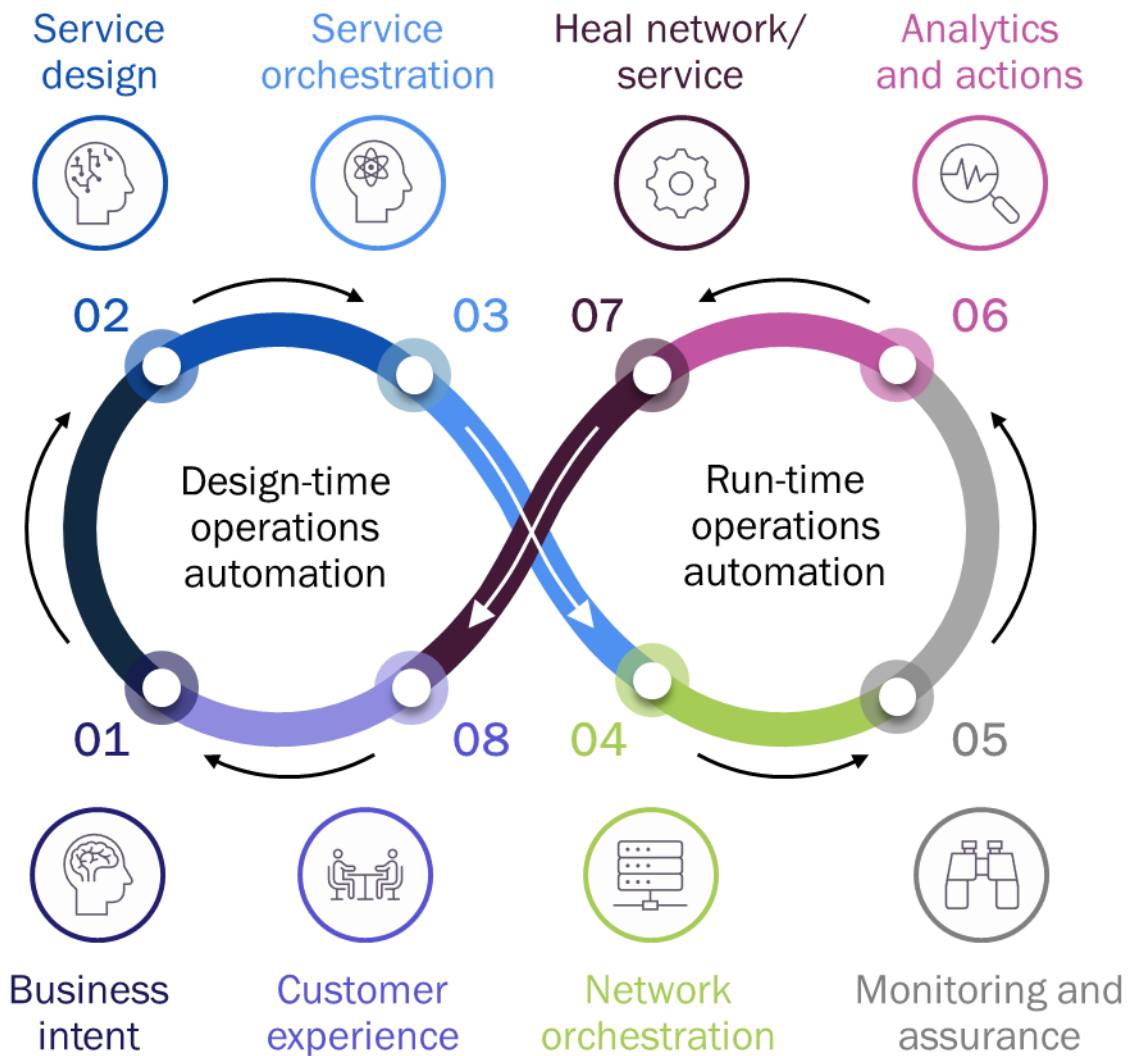 Service
design
Service
orchestration
Heal network/
service
Analytics
and actions
02
03
07
06
Design-time
operations
automation
Run-time
operations
automation
01
08
04
05
Business
intent
Customer
experience
Network
orchestration
Monitoring and
assurance